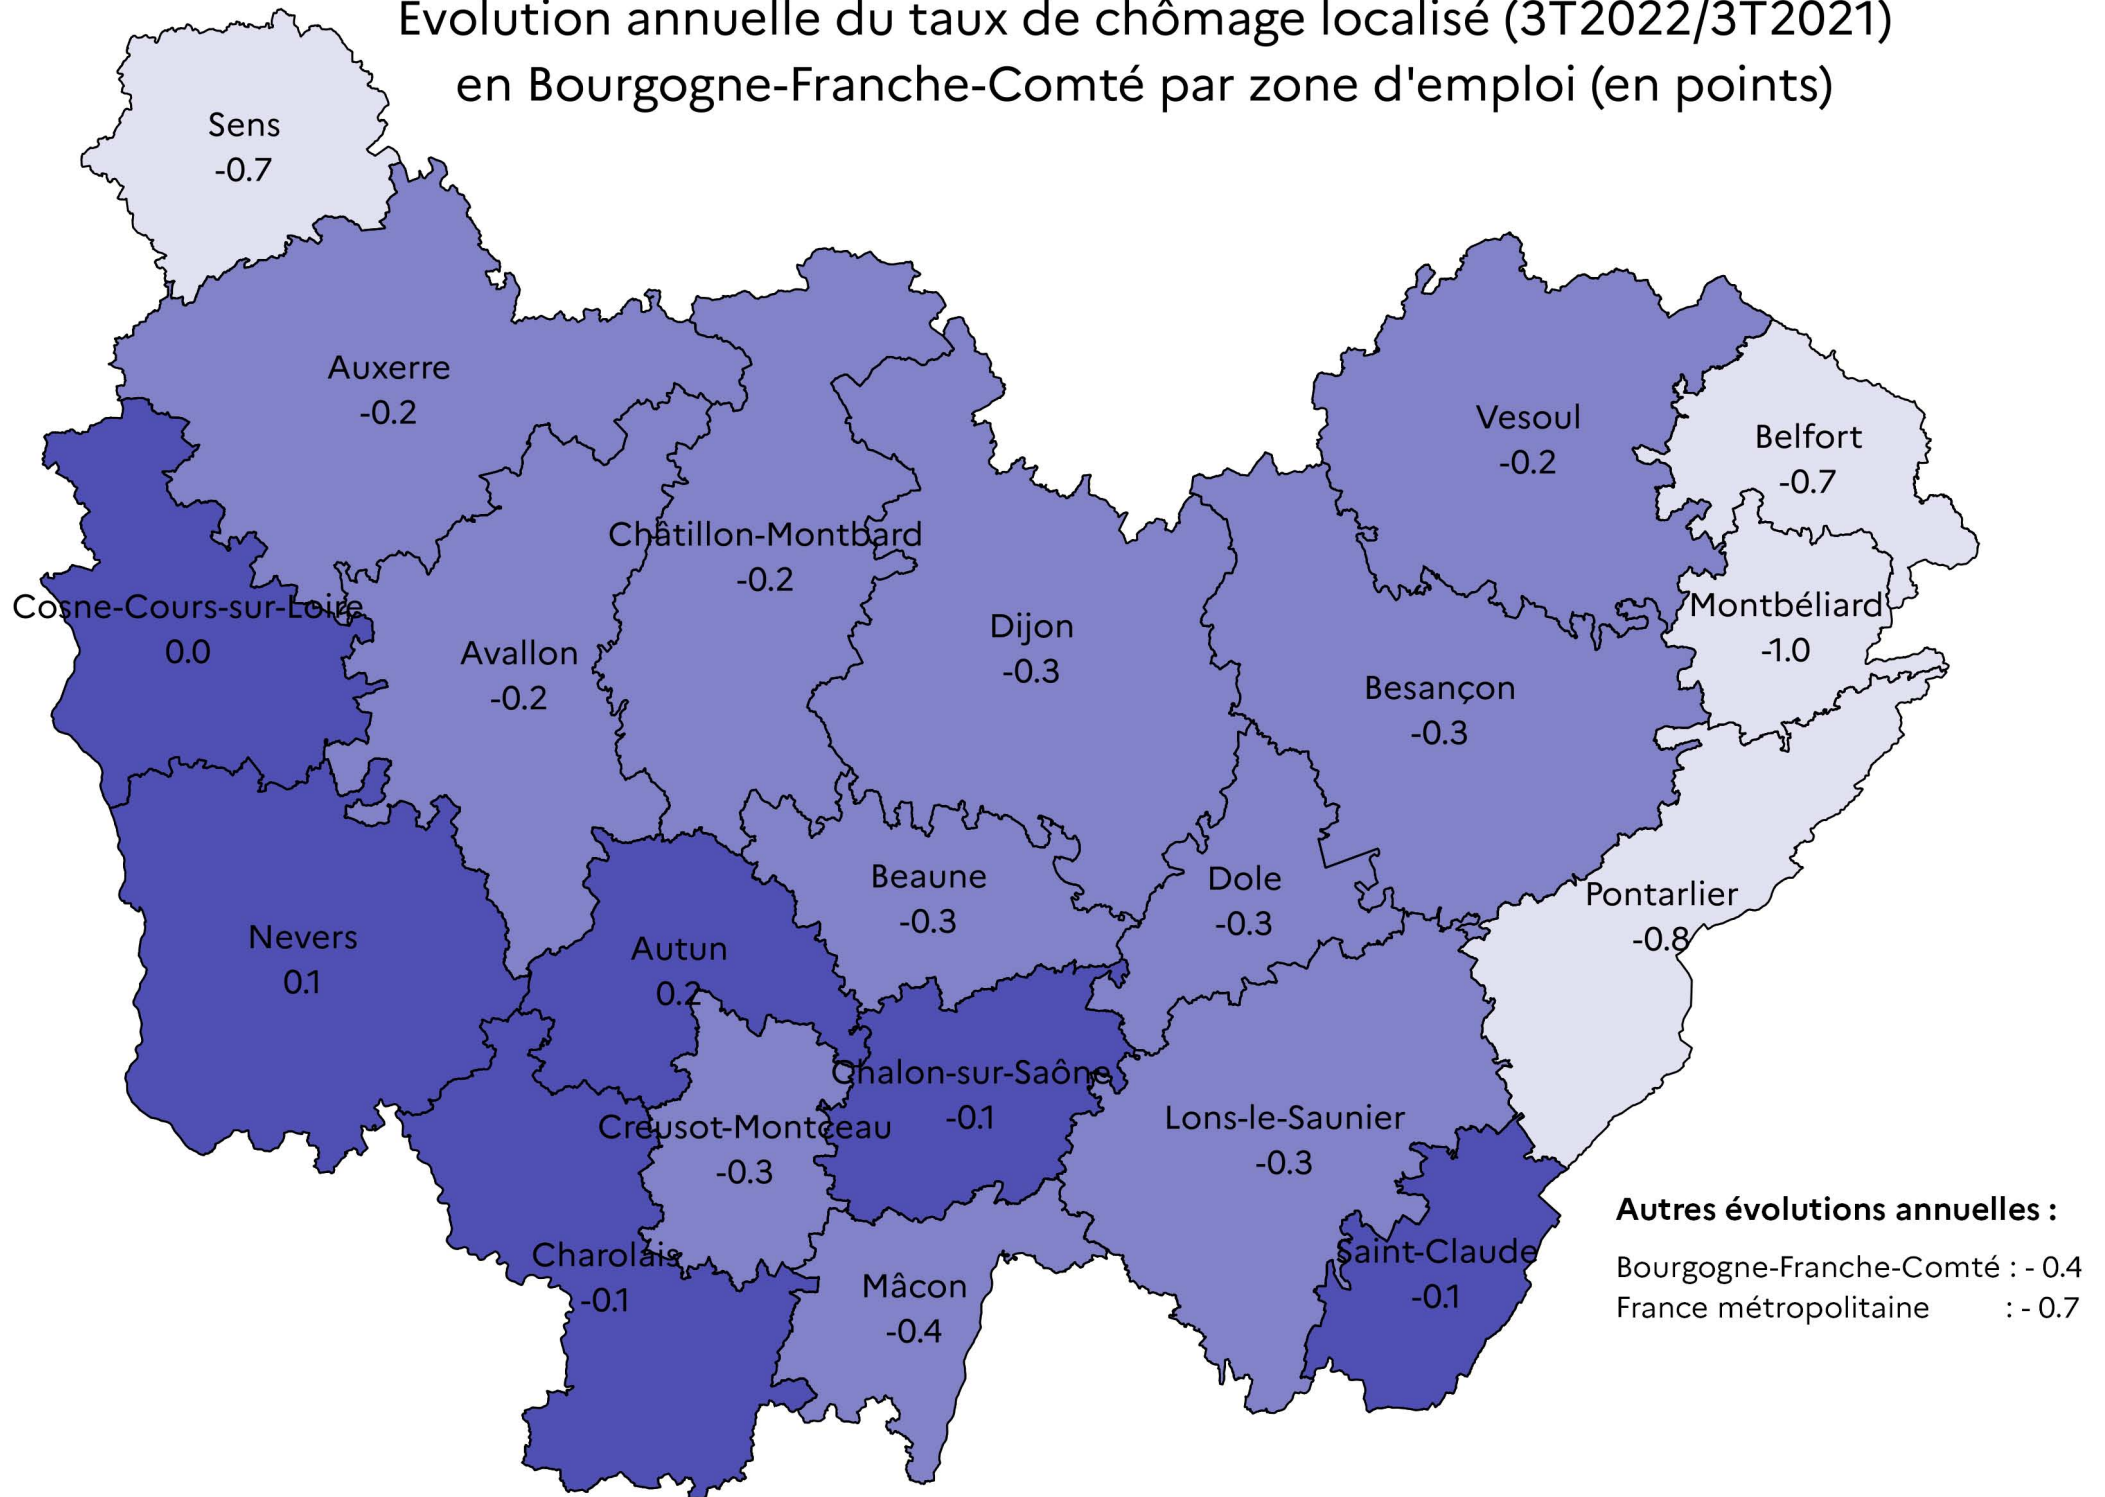 Evolution annuelle du taux de chômage localisé (3T2022/3T2021)
en Bourgogne-Franche-Comté par zone d'emploi (en points)
Sens
-0.7
Auxerre
-0.2
Vesoul
-0.2
Belfort
-0.7
Châtillon-Montbard
-0.2
Cosne-Cours-sur-Loire
0.0
Avallon
-0.2
Dijon
-0.3
Montbéliard
-1.0
Besançon
-0.3
Beaune
-0.3
Dole
-0.3
Pontarlier
-0.8
Nevers
0.1
Autun
0.2
Chalon-sur-Saône
-0.1
Creusot-Montceau
-0.3
Lons-le-Saunier
-0.3
Charolais
-0.1
Mâcon
-0.4
Saint-Claude
-0.1
Autres évolutions annuelles :
Bourgogne-Franche-Comté : - 0.4
France métropolitaine : - 0.7